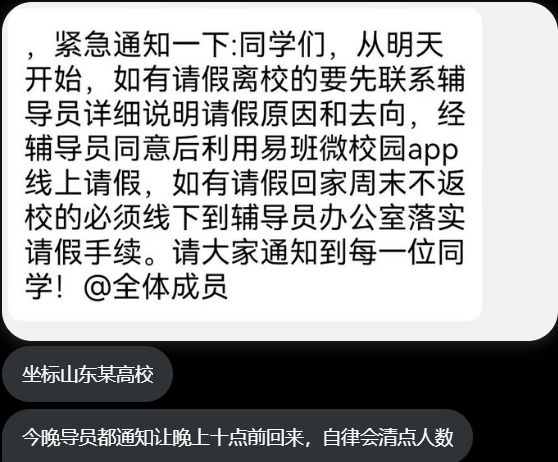 ，紧急通知一下:同学们，从明天
开始，如有请假离校的要先联系辅
导员详细说明请假原因和去向，经
辅导员同意后利用易班微校园app
线上请假，如有请假回家周末不返
校的必须线下到辅导员办公室落实
请假手续。请大家通知到每一位同
学！@全体成员
坐标山东某高校
今晚导员都通知让晚上十点前回来，自律会清点人数